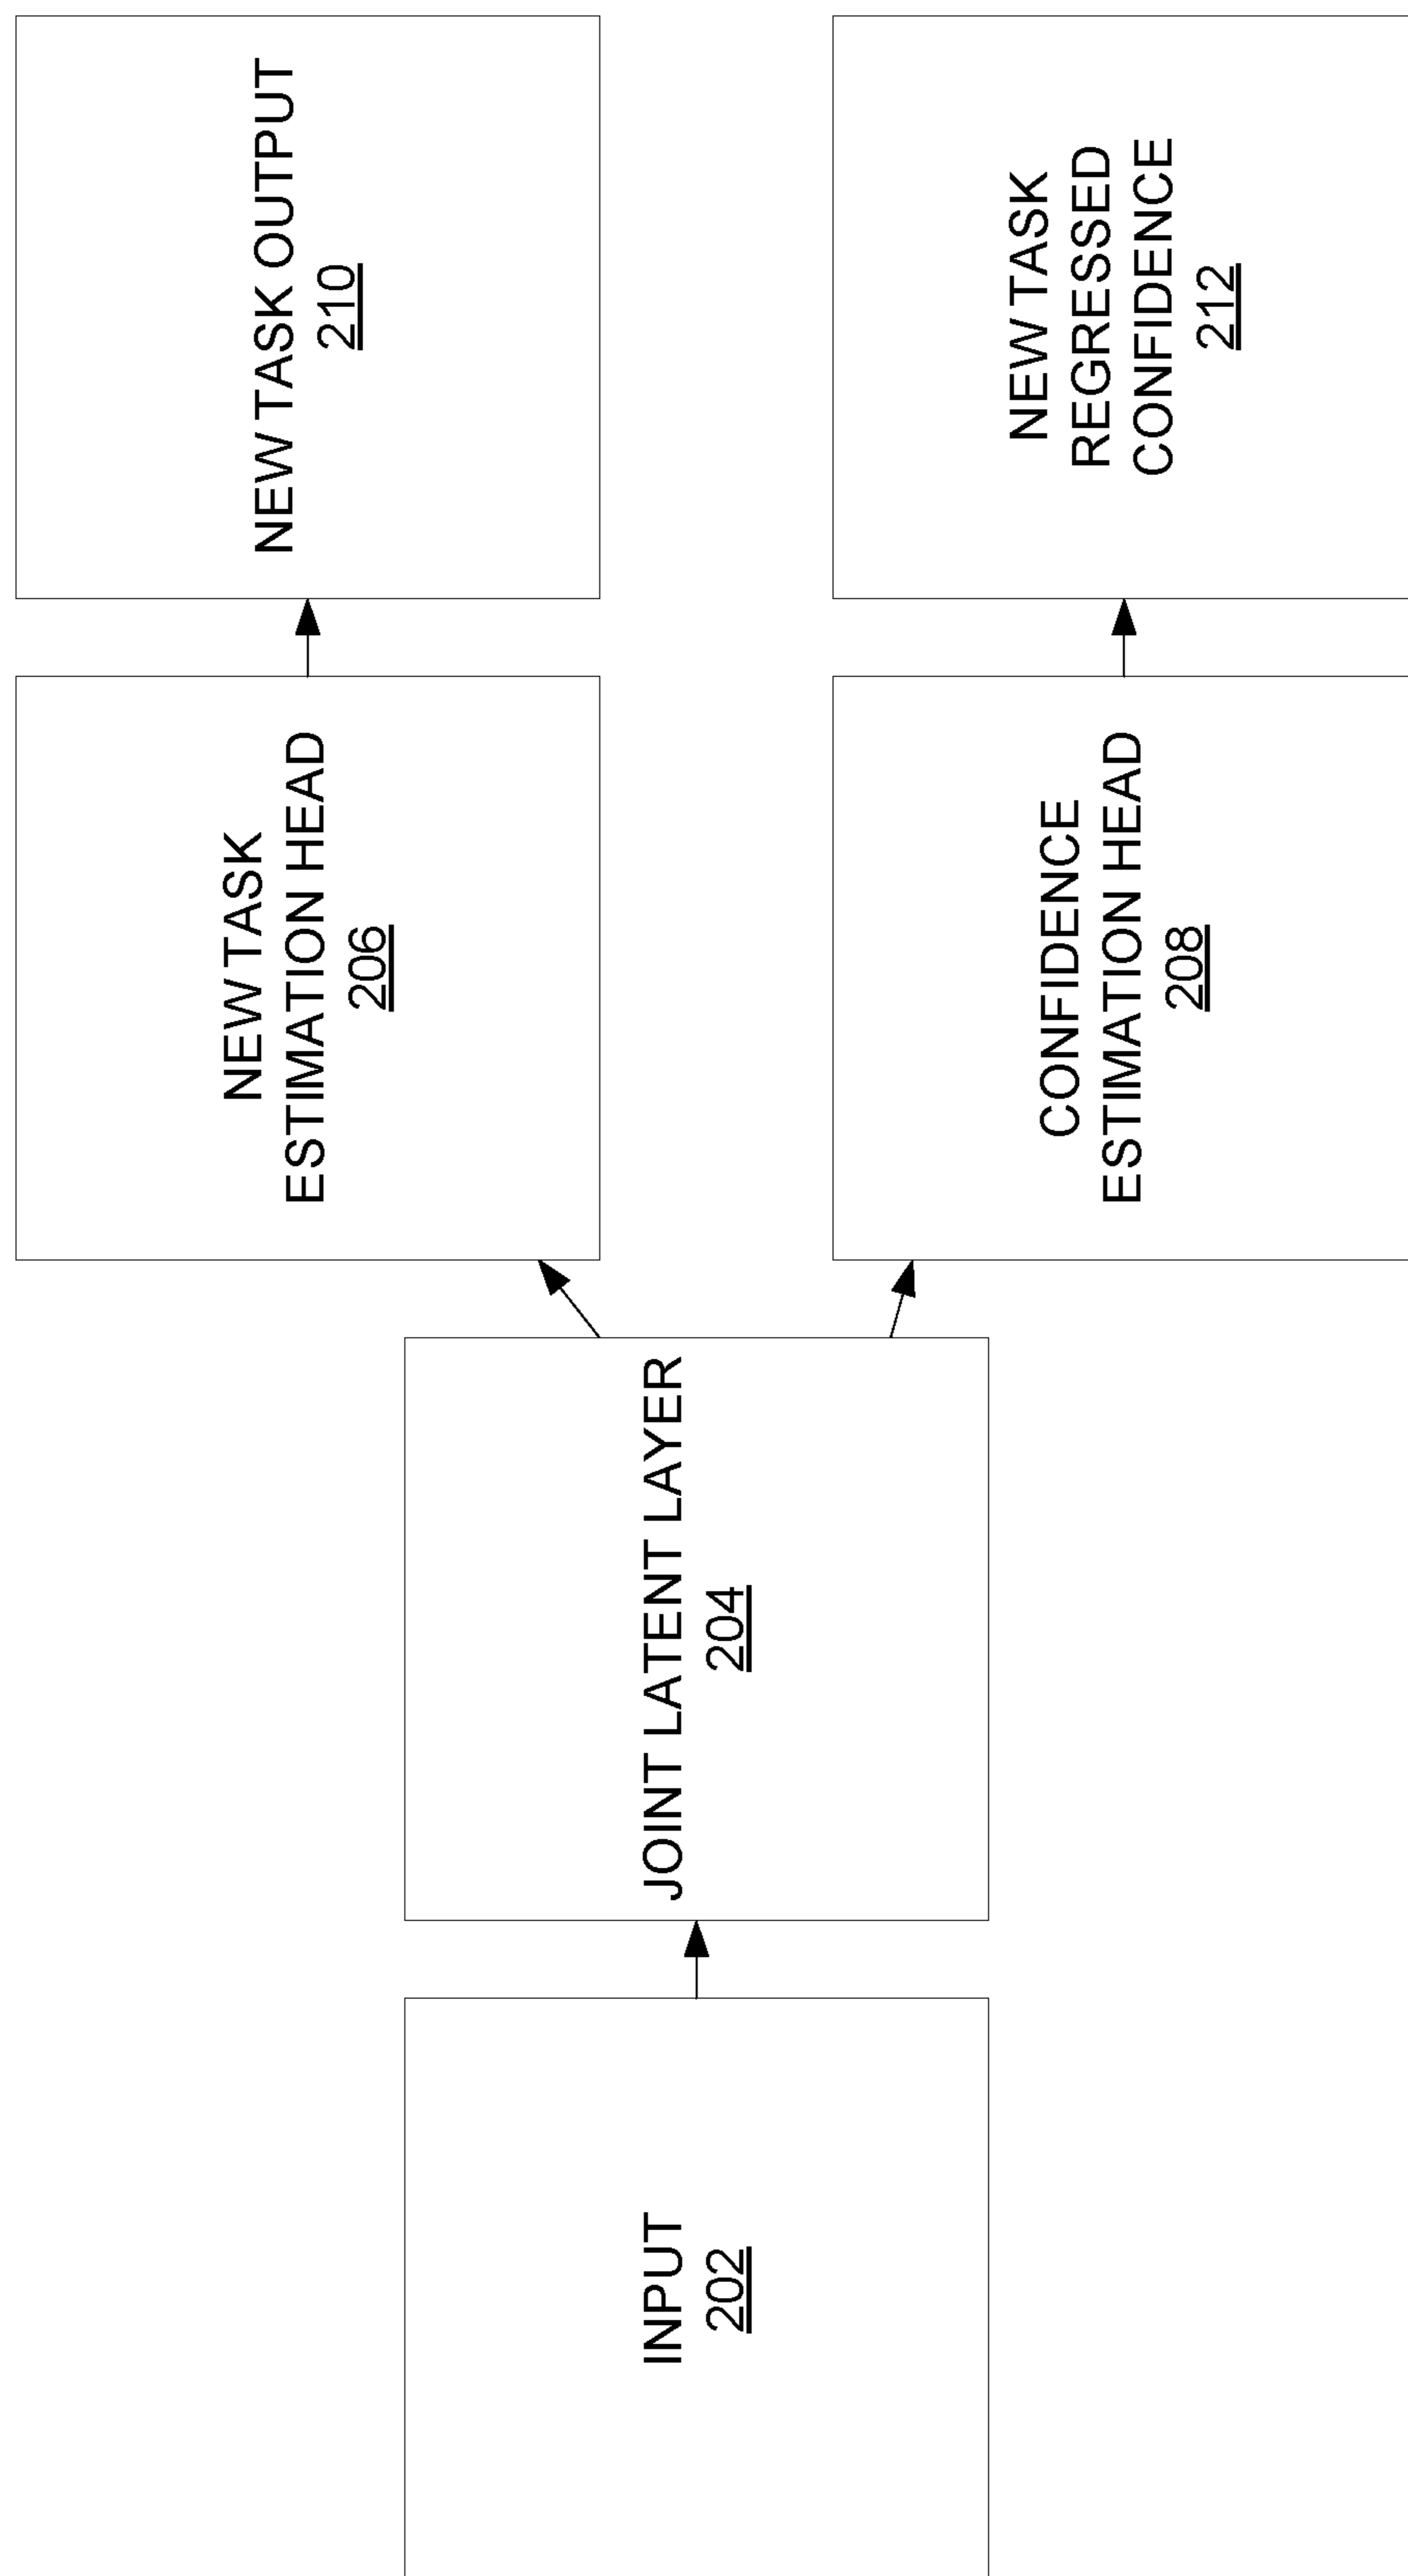 INPUT
202
JOINT LATENT LAYER
204
NEW TASK
ESTIMATION HEAD
206
NEW TASK OUTPUT
210
CONFIDENCE
ESTIMATION HEAD
208
NEW TASK
REGRESSED
CONFIDENCE
212